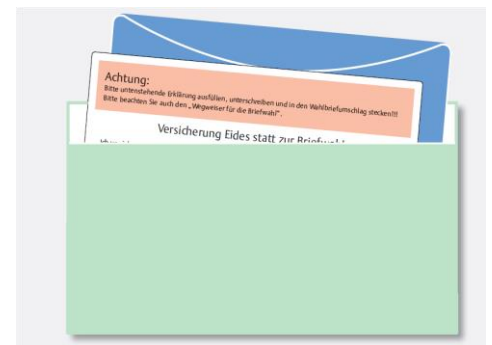 Achtung:
Bitte untenstehende Erklärung ausfüllen, unterschreiben und in den Wahlbriefumschlag stecken!!!
Bitte beachten Sie auch den „Wegweiser für die Briefwahl“.
Versicherung Eides statt zur Briefwahl